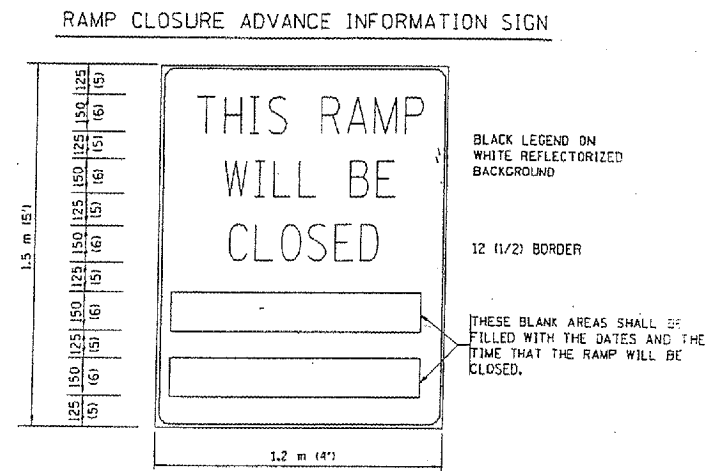 RAMP CLOSURE ADVANCE INFORMATION SIGN
1.5 m (5')
125 (5)
150 (6)
125 (5)
150 (6)
125 (5)
150 (6)
125 (5)
150 (6)
125 (5)
150 (6)
125 (5)
THIS RAMP
WILL BE
CLOSED
BLACK LEGEND ON
WHITE REFLECTORIZED
BACKGROUND
12 (1/2) BORDER
THESE BLANK AREAS SHALL BE
FILLED WITH THE DATES AND THE
TIME THAT THE RAMP WILL BE
CLOSED.
1.2 m (4')